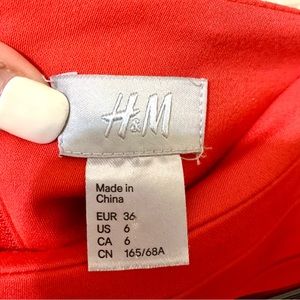 H&M
Made in
China
EUR 36
US 6
CA 6
CN 165/68A